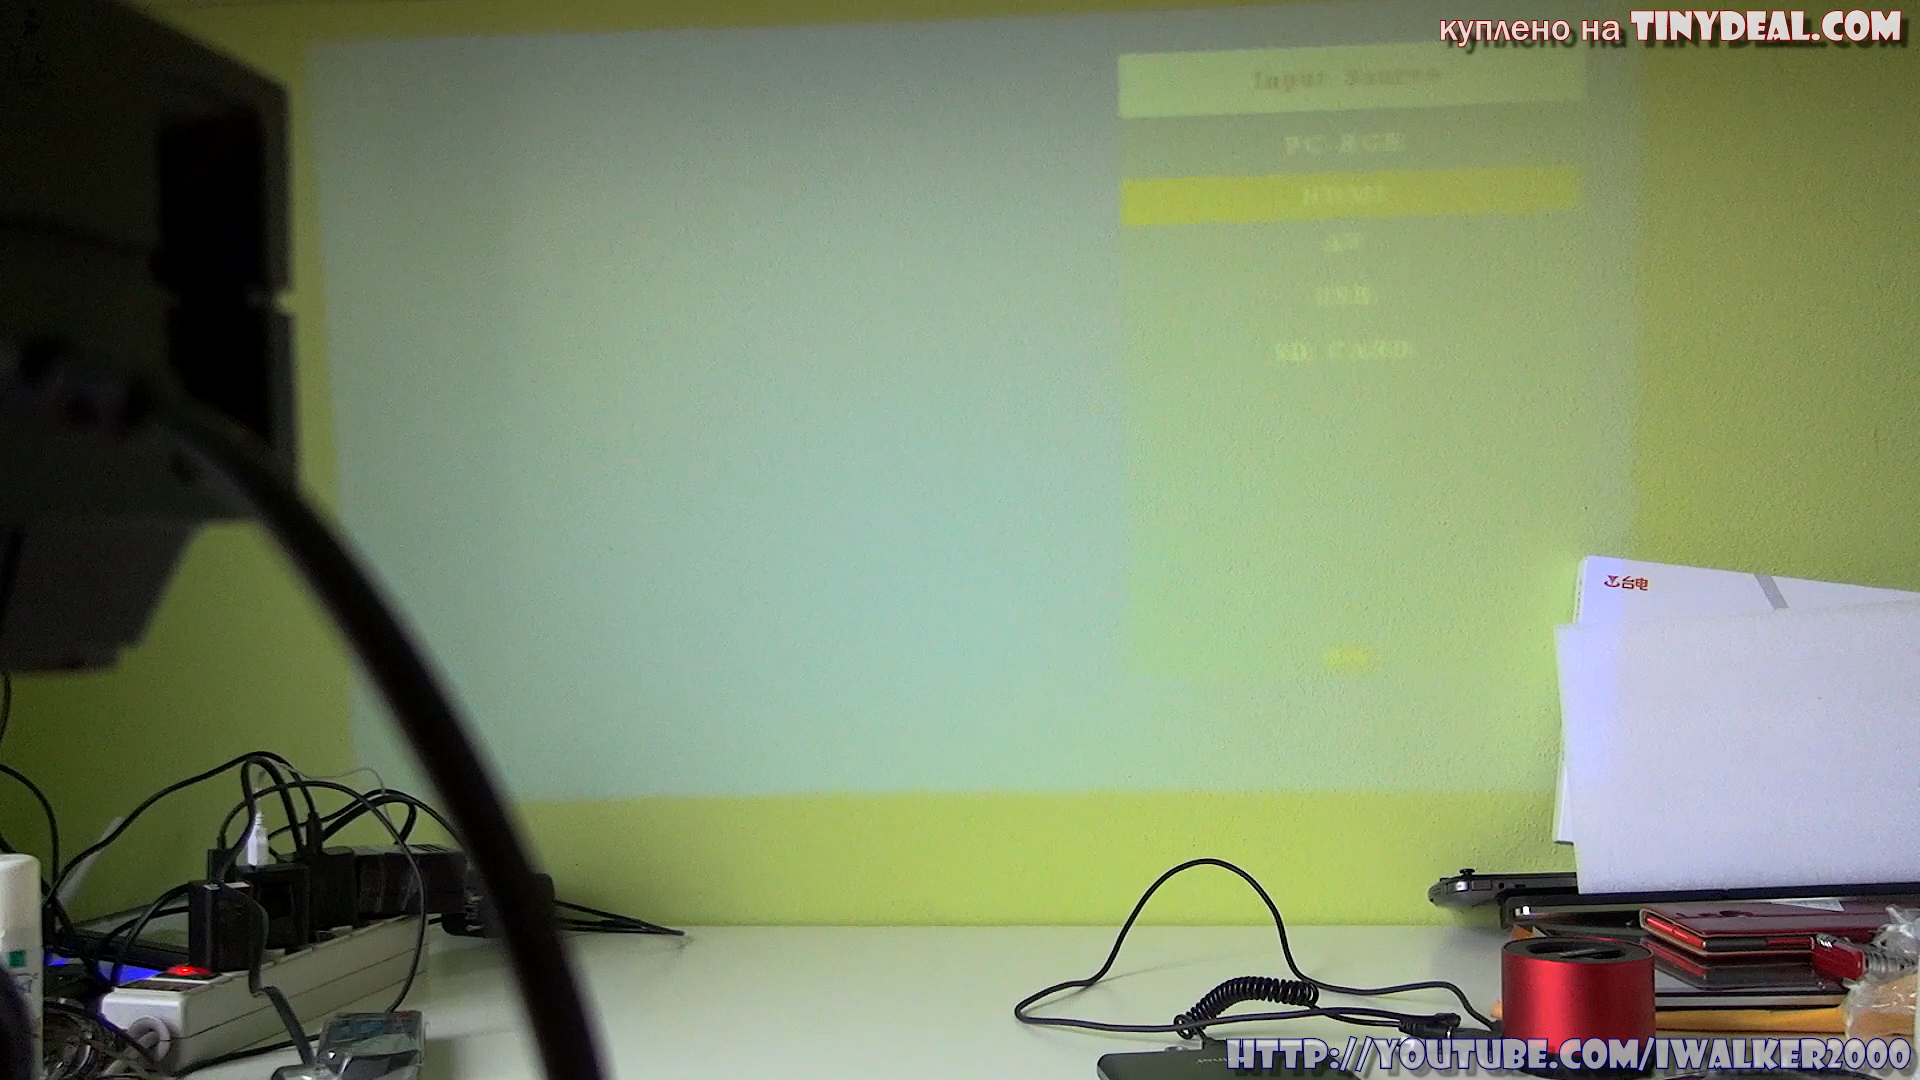 куплено на TINYDEAL.COM
Input Source
PC-RGB
HDMI
AV
USB
SD CARD
台电
HTTP://YOUTUBE.COM/IWALKER2000